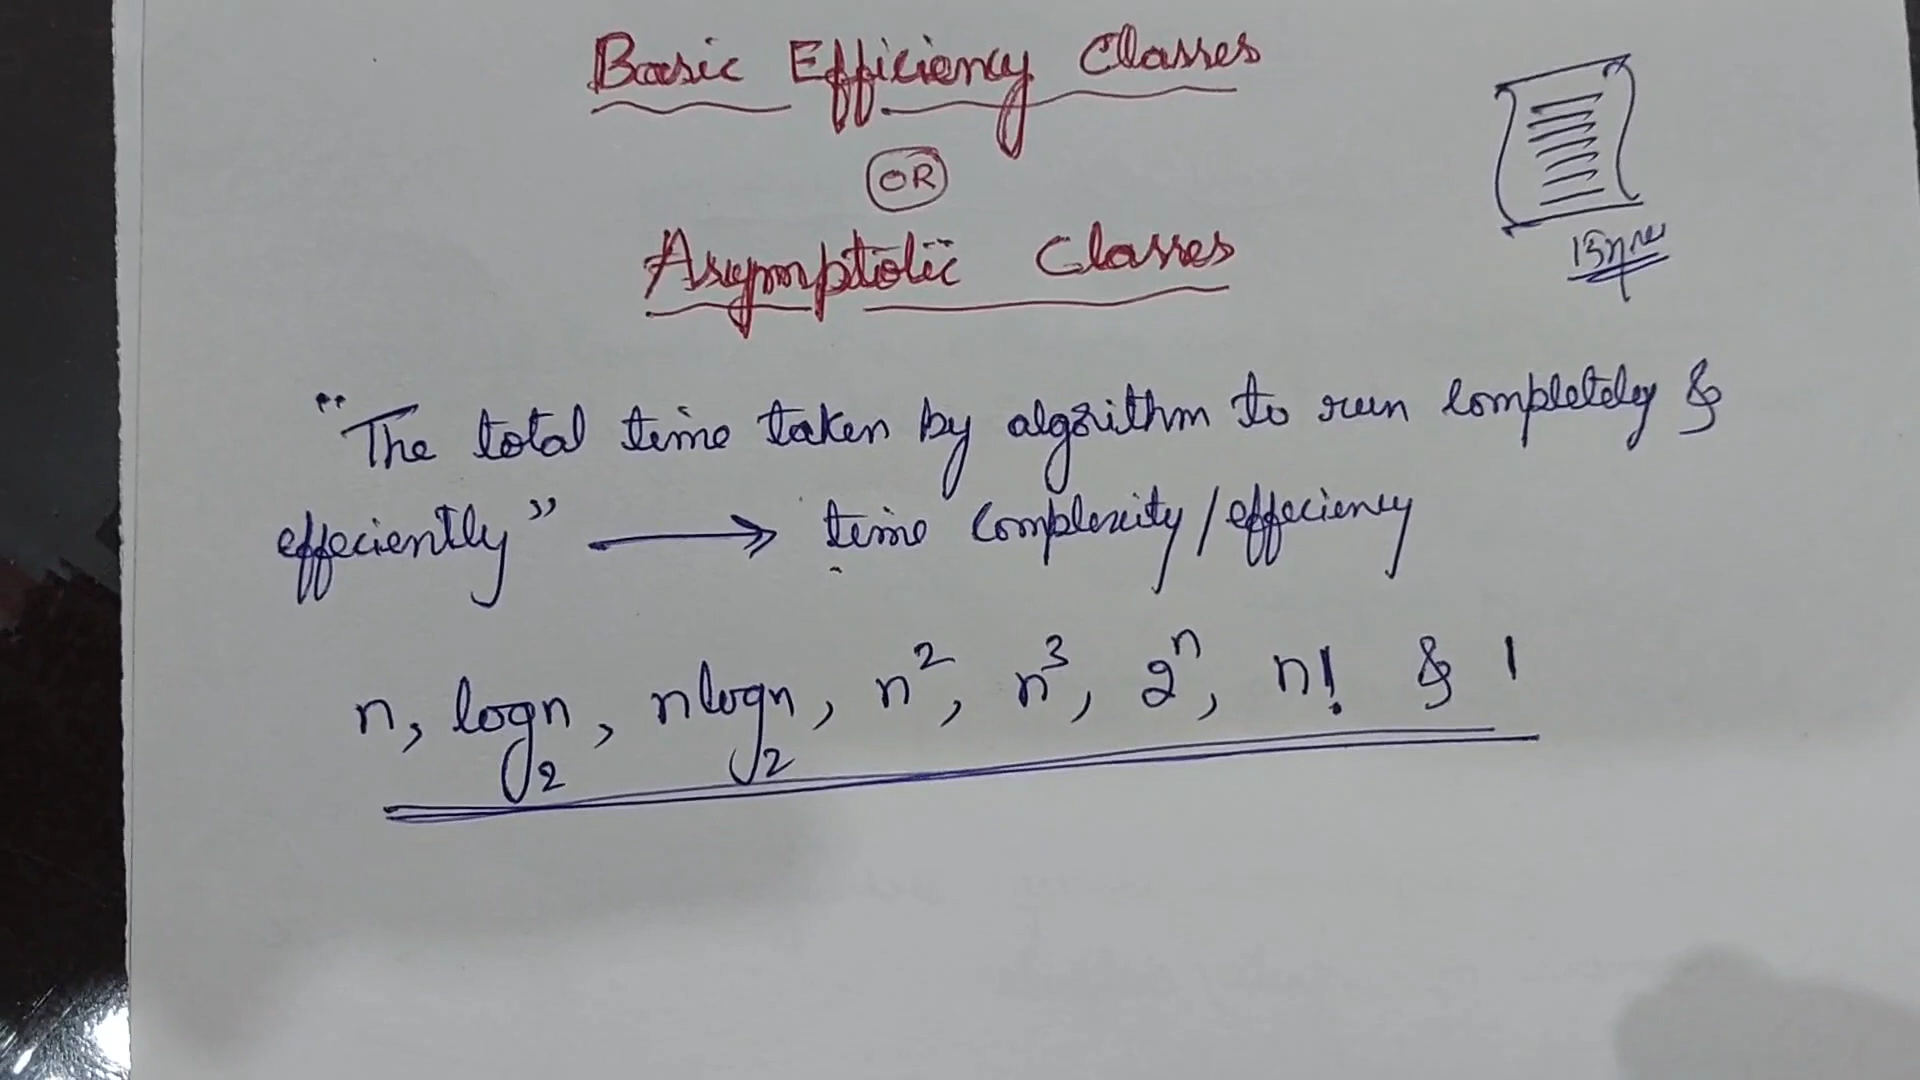 Basic Efficiency Classes
OR
Asymptotic Classes
"The total time taken by algorithm to run completely &
effeciently" → time complexity/effeciency
n, log₂n, nlog₂n, n², n³, 2ⁿ, n! & 1